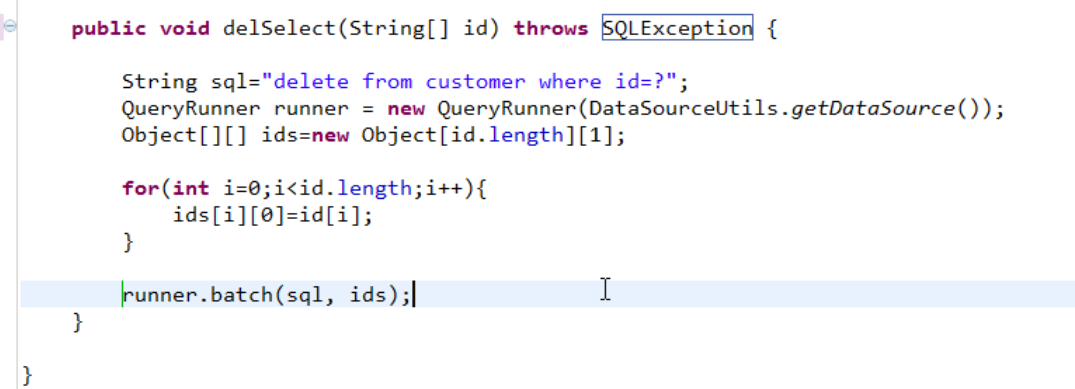 public void delSelect(String[] id) throws SQLException {
String sql="delete from customer where id=?";
QueryRunner runner = new QueryRunner(DataSourceUtils.getDataSource());
Object[][] ids=new Object[id.length][1];
for(int i=0;i<id.length;i++){
ids[i][0]=id[i];
}
runner.batch(sql, ids);
}
}